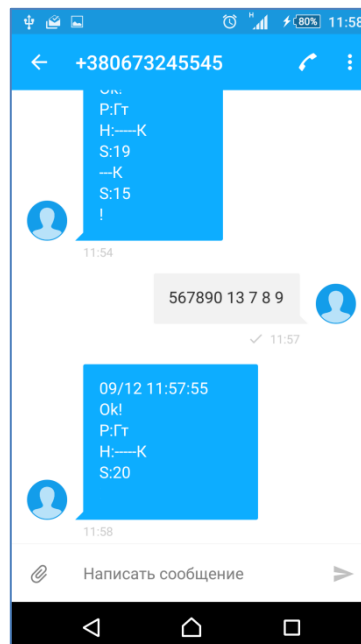 80% 11:58
+380673245545
Ok!
P:Гт
H:-----К
S:19
---К
S:15
!
11:54
567890 13 7 8 9
11:57
09/12 11:57:55
Ok!
P:Гт
H:-----К
S:20
11:58
Написать сообщение